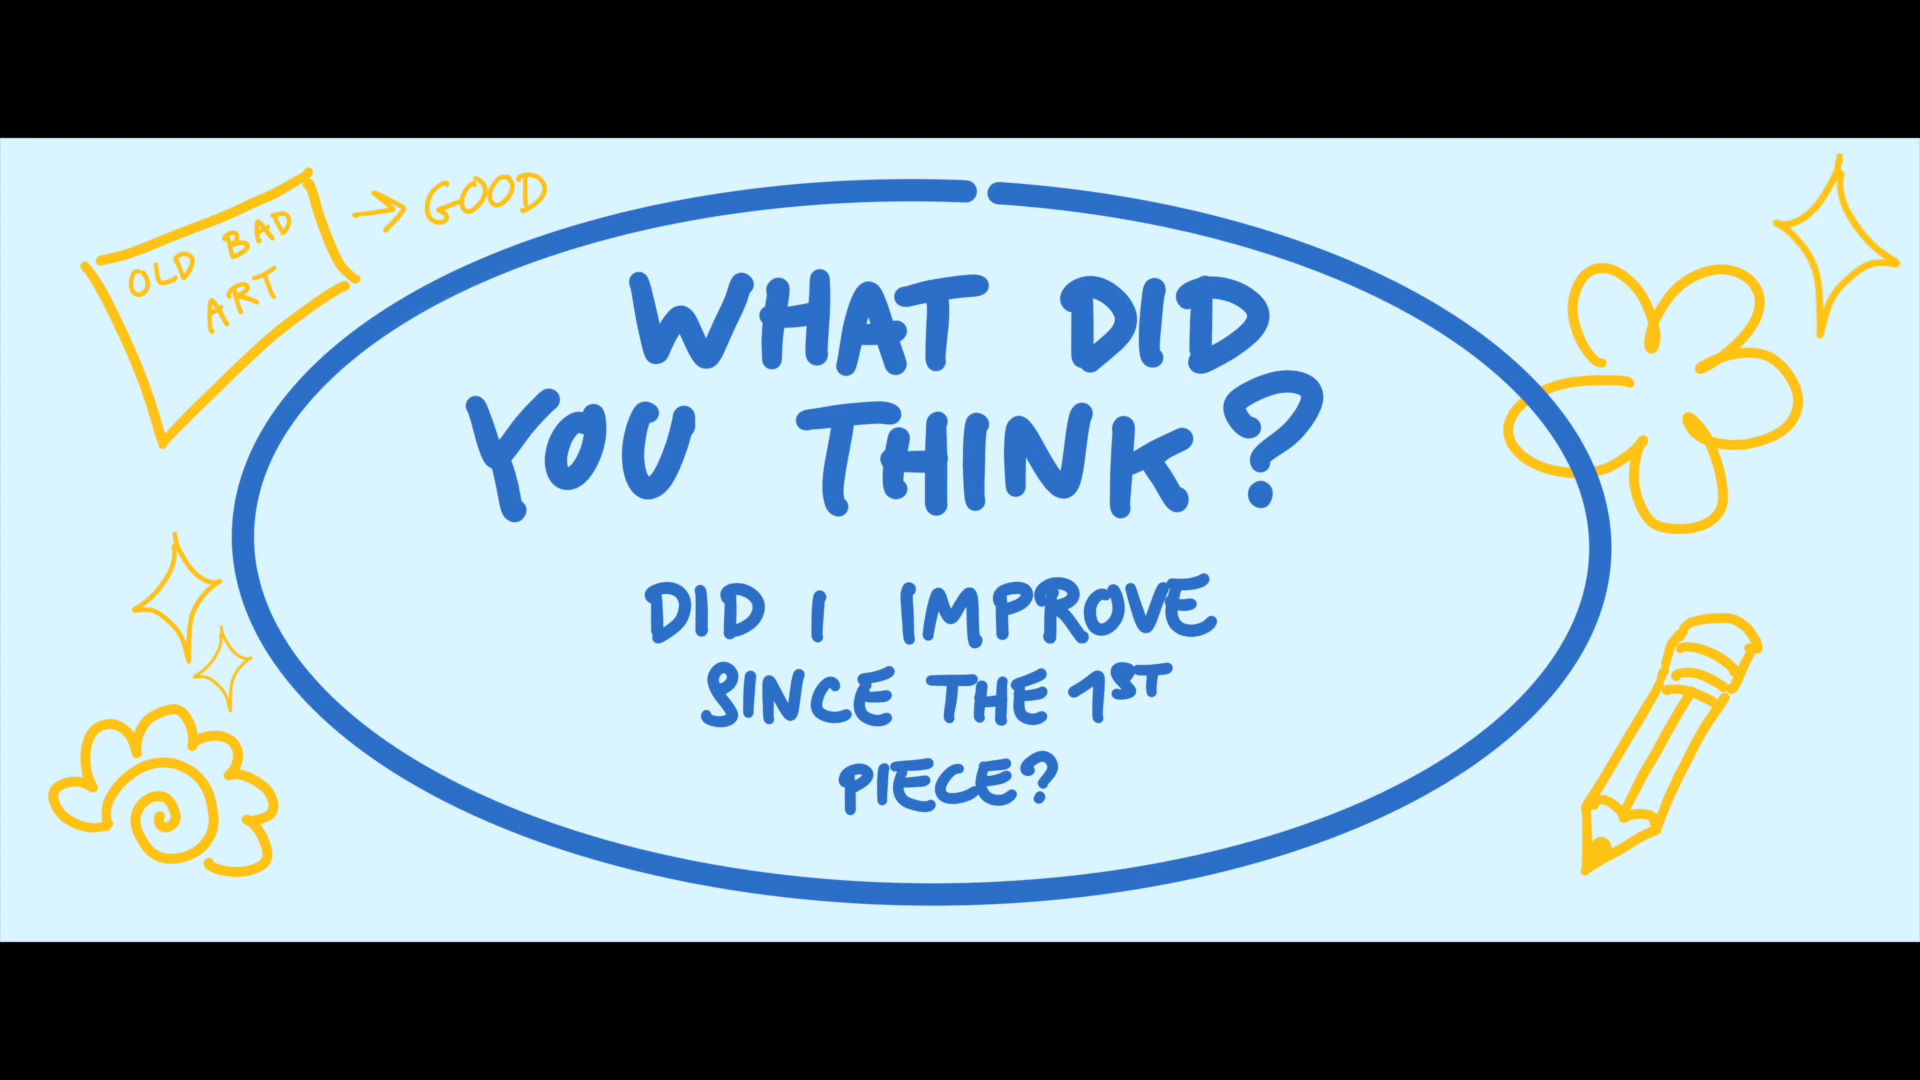 OLD BAD
ART
→ GOOD
WHAT DID
YOU THINK?
DID I IMPROVE
SINCE THE 1ST
PIECE?